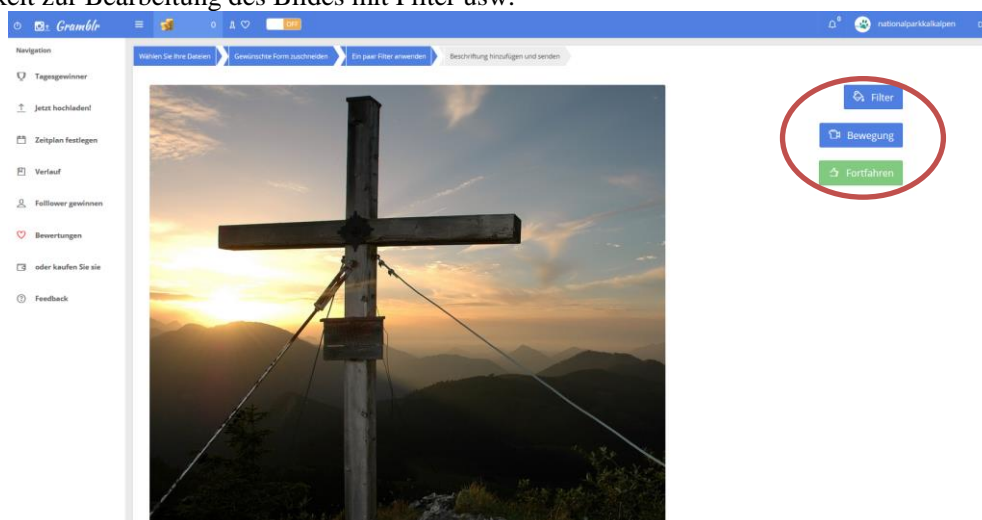 keit zur Bearbeitung des Bildes mit Filter usw.
Gramblr 0 OFF 0 nationalparkkalkalpen
Navigation
Wählen Sie Ihre Dateien Gewünschte Form zuschneiden Ein paar Filter anwenden Beschriftung hinzufügen und senden
Tagesgewinner
Jetzt hochladen!
Zeitplan festlegen
Verlauf
Folllower gewinnen
Bewertungen
oder kaufen Sie sie
Feedback
Filter
Bewegung
Fortfahren